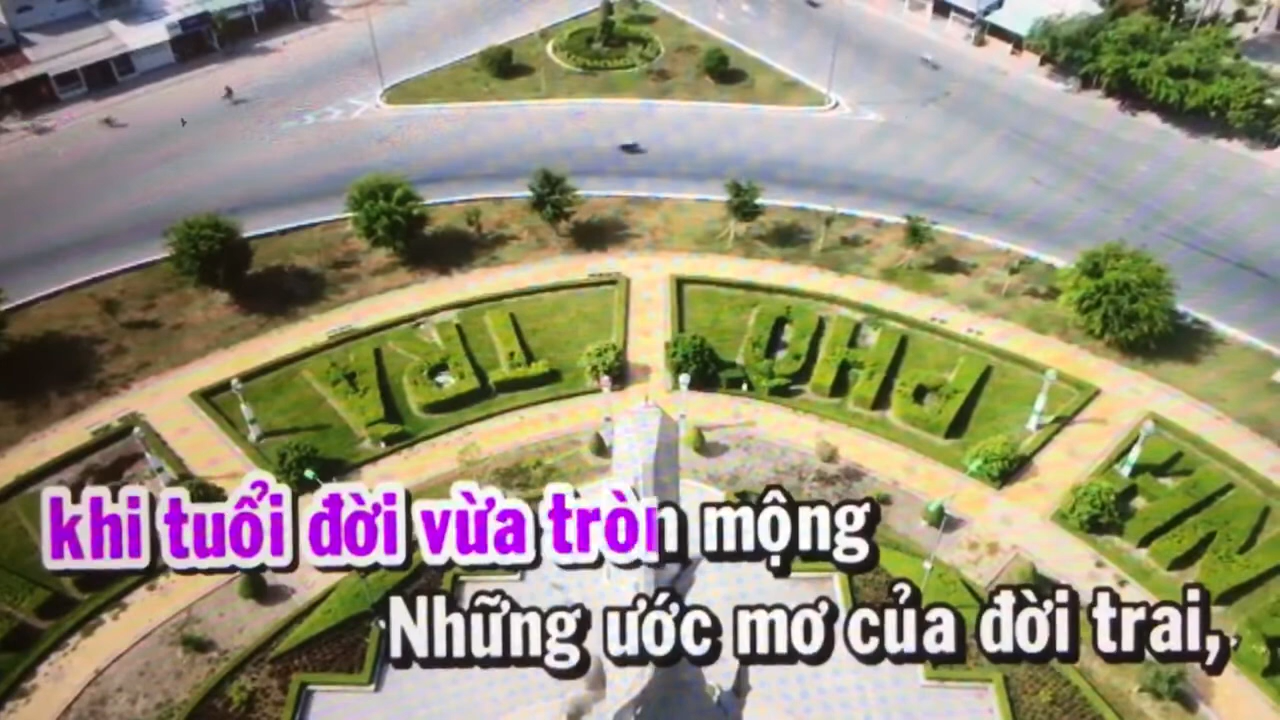 khi tuổi đời vừa tròn mộng
Những ước mơ của đời trai,